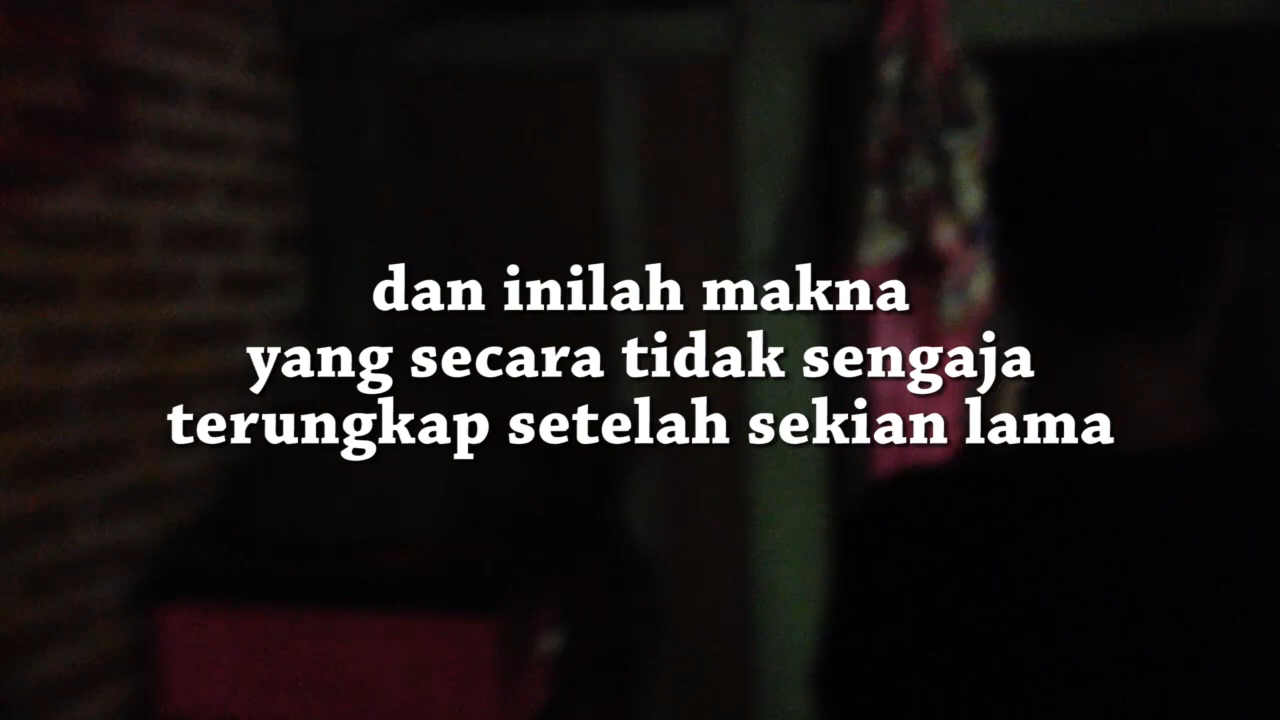 dan inilah makna
yang secara tidak sengaja
terungkap setelah sekian lama